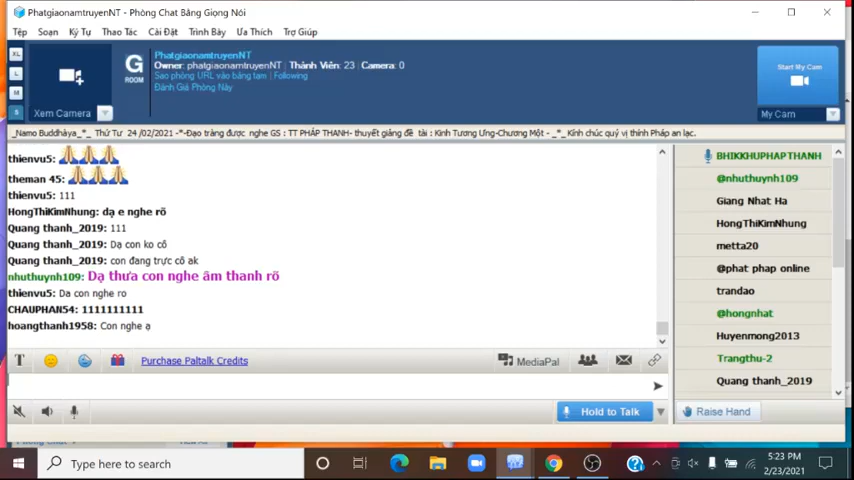 PhatgiaonamtruyenNT - Phòng Chat Bằng Giọng Nói
Tệp Soạn Ký Tự Cài Đặt Trình Bày Ưa Thích Trợ Giúp
XL
L
M
S
Xem Camera
G
ROOM
PhatgiaonamtruyenNT
Owner: phatgiaonamtruyenNT | Thành Viên: 23 | Camera: 0
Sao phòng URL vào bảng tạm | Following
Đánh Giá Phòng Này
Start My Cam
My Cam
_Namo Buddhàya_*_ Thứ Tư 24 /02/2021 -*-Đạo tràng được nghe GS : TT PHÁP THANH- thuyết giảng đề tài : Kinh Tương Ưng-Chương Một - _*_ Kính chúc quý vị thính Pháp an lạc.
thienvu5:
theman 45:
thienvu5: 111
HongThiKimNhung: dạ e nghe rõ
Quang thanh_2019: 111
Quang thanh_2019: Dạ con ko cô
Quang thanh_2019: con đang trực cô ak
nhuthuynh109: Dạ thưa con nghe âm thanh rõ
thienvu5: Da con nghe ro
CHAUPHAN54: 1111111111
hoangthanh1958: Con nghe ạ
BHIKKHUPHAPTHANH
@nhuthuynh109
Giang Nhat Ha
HongThiKimNhung
metta20
@phat phap online
trandao
@hongnhat
Huyenmong2013
Trangthu-2
Quang thanh_2019
T Purchase Paltalk Credits MediaPal
Hold to Talk Raise Hand
Type here to search
5:23 PM
2/23/2021